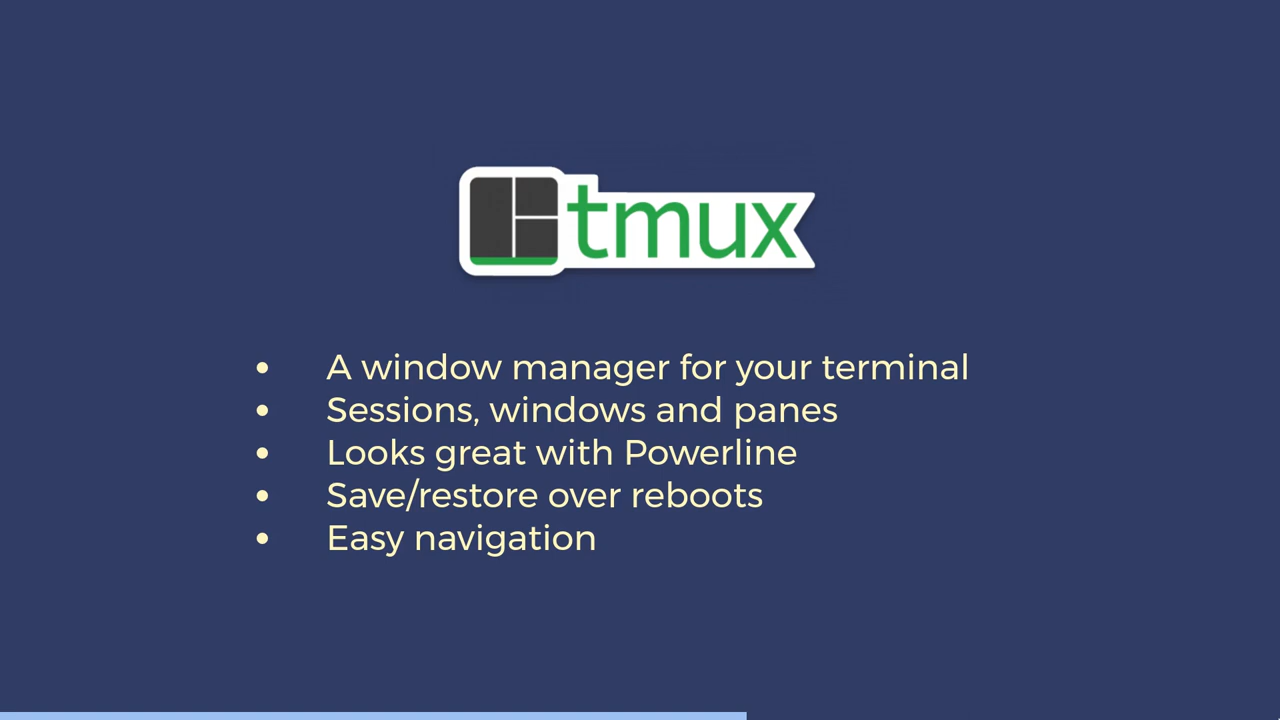 tmux
• A window manager for your terminal
• Sessions, windows and panes
• Looks great with Powerline
• Save/restore over reboots
• Easy navigation